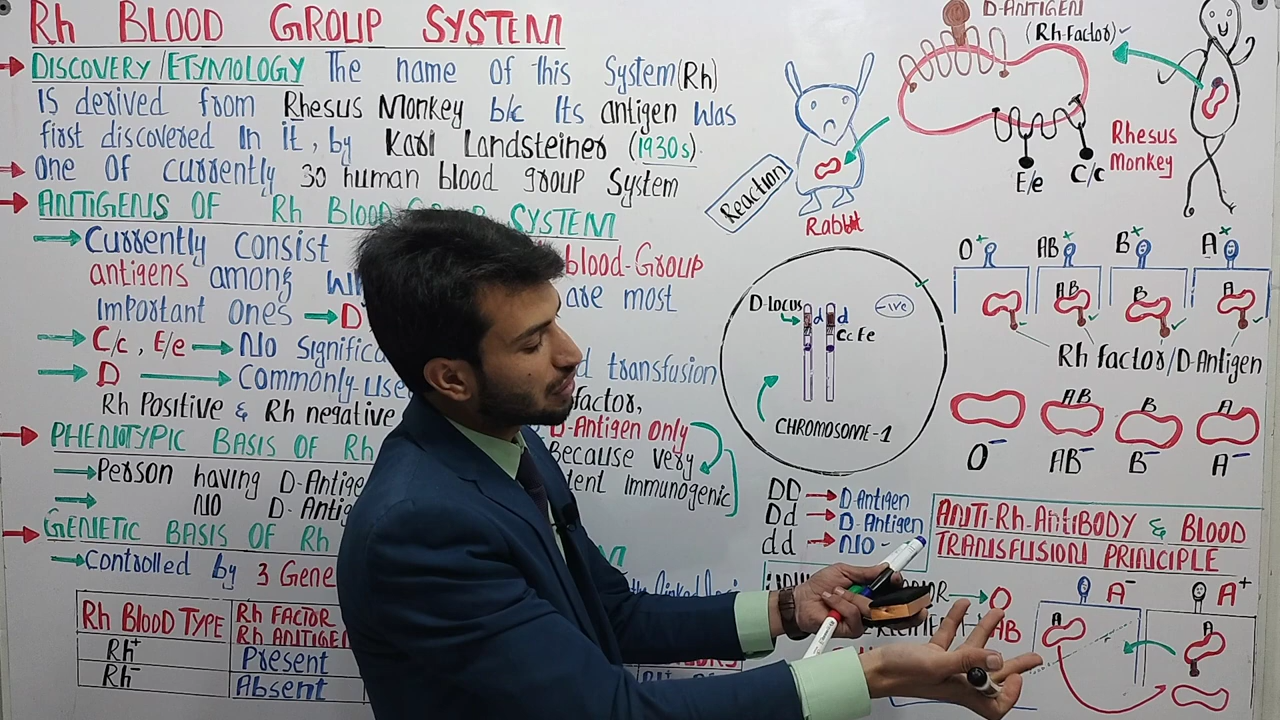 Rh BLOOD GROUP SYSTEM
DISCOVERY/ETYMOLOGY The name of this System (Rh)
Is derived from Rhesus Monkey b/c Its antigen was
first discovered in it, by Karl Landsteiner (1930s).
One of currently 30 human blood group System
ANTIGENS OF Rh Blood SYSTEM
Currently consist blood-Group
antigens among are most
important ones D
C/c, E/e No transfusion
D Commonly factor,
Rh Positive & Rh negative D-Antigen only
PHENOTYPIC BASIS OF Rh Because very
Person having Immunogenic
No D-
GENETIC BASIS OF Rh
Controlled by 3
Rh BLOOD TYPE Rh FACTOR
Rh ANTIGEN
Rh+ Present
Rh- Absent
D-ANTIGEN
(Rh-Factor)
E/e
C/c
Rhesus
Monkey
Reaction
Rabbit
D-Locus
d d
-ive
Cc Ee
CHROMOSOME-1
DD D-Antigen
Dd D-Antigen
dd NO -
O+ AB+ B+ A+
AB B A
Rh factor/D-Antigen
AB B A
O- AB- B- A-
ANTI-Rh-AntiBODY & BLOOD
TRANSFUSION PRINCIPLE
O
AB
A- A+
A A